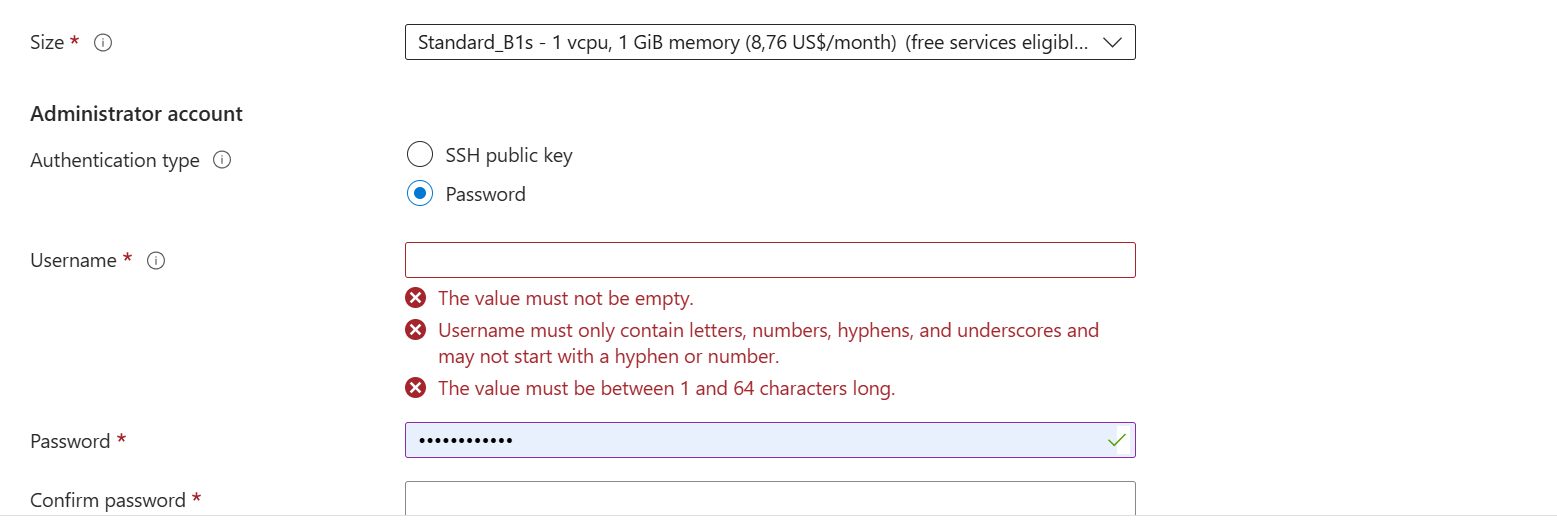 Size *
Standard_B1s - 1 vcpu, 1 GiB memory (8,76 US$/month) (free services eligibl...
Administrator account
Authentication type
SSH public key
Password
Username *
The value must not be empty.
Username must only contain letters, numbers, hyphens, and underscores and
may not start with a hyphen or number.
The value must be between 1 and 64 characters long.
Password *
••••••••••••
Confirm password *